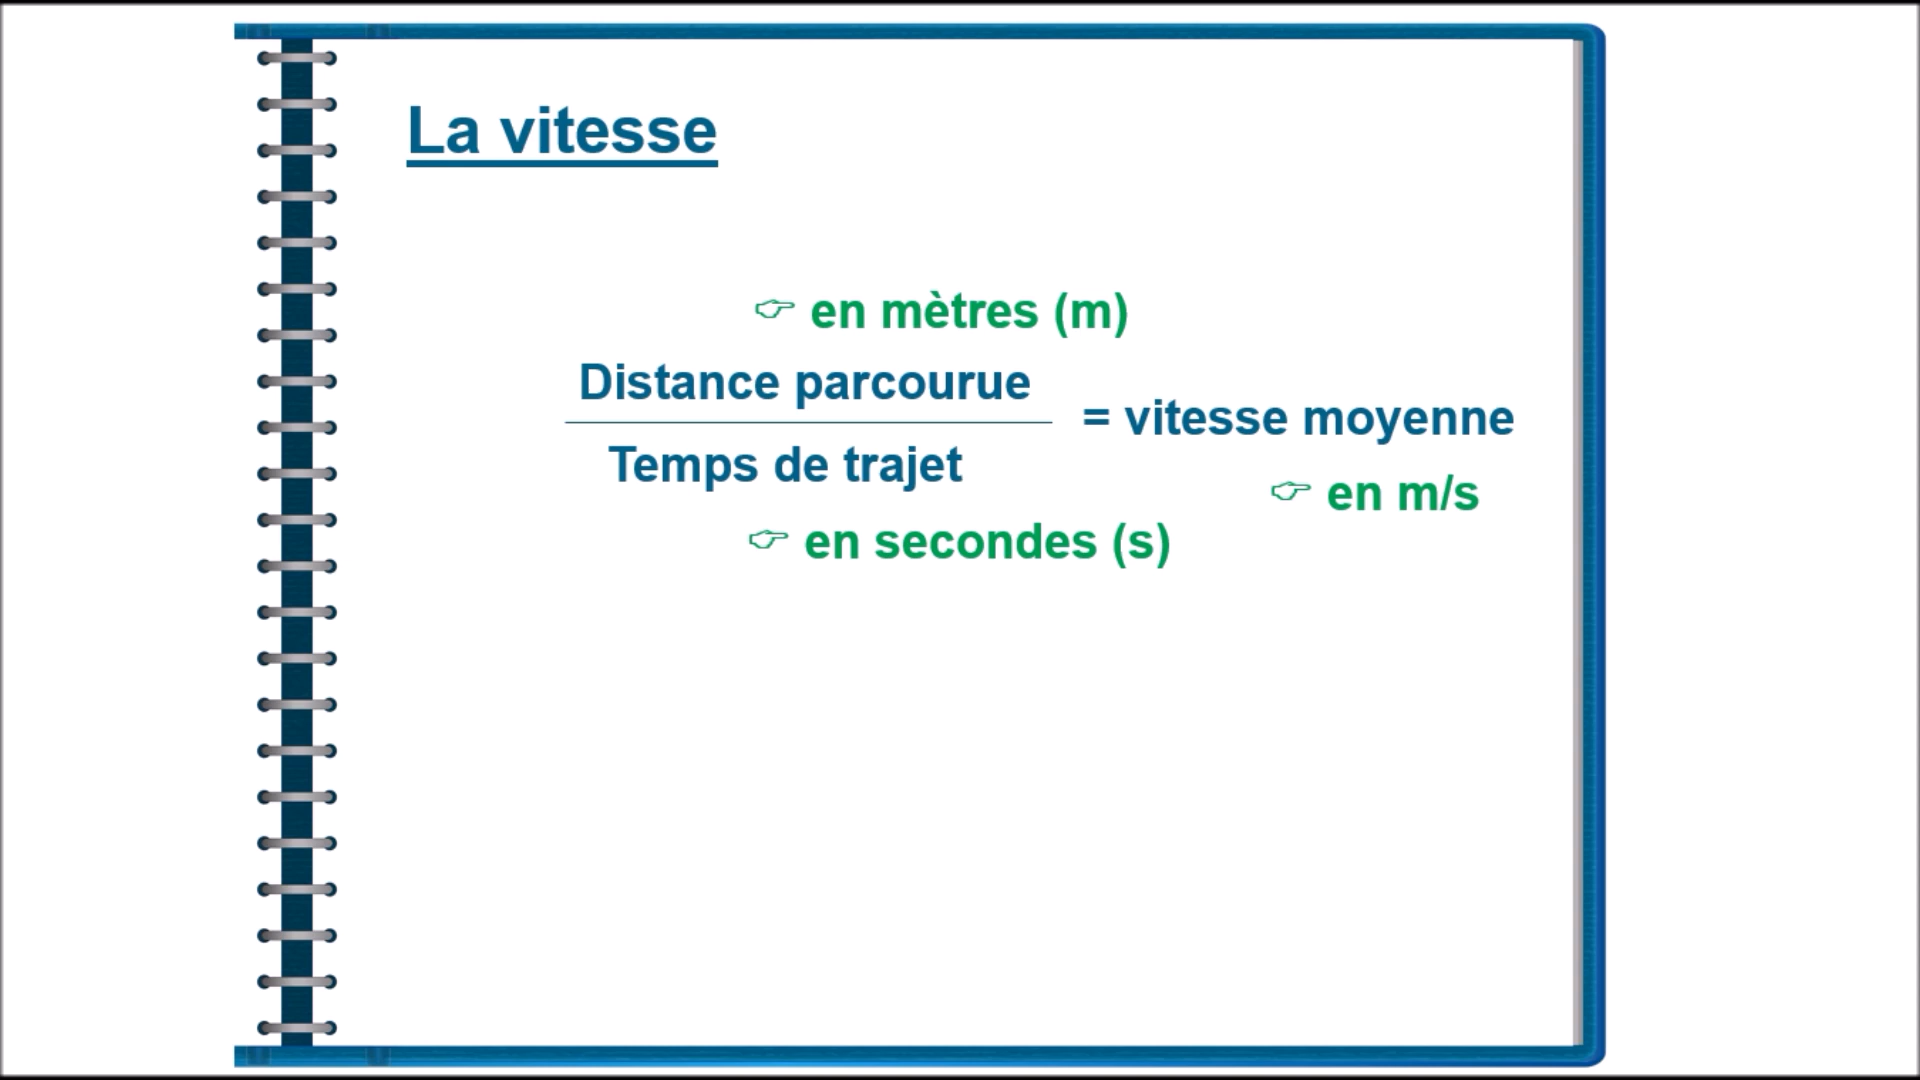 La vitesse
☞ en mètres (m)
Distance parcourue
= vitesse moyenne
Temps de trajet
☞ en m/s
☞ en secondes (s)